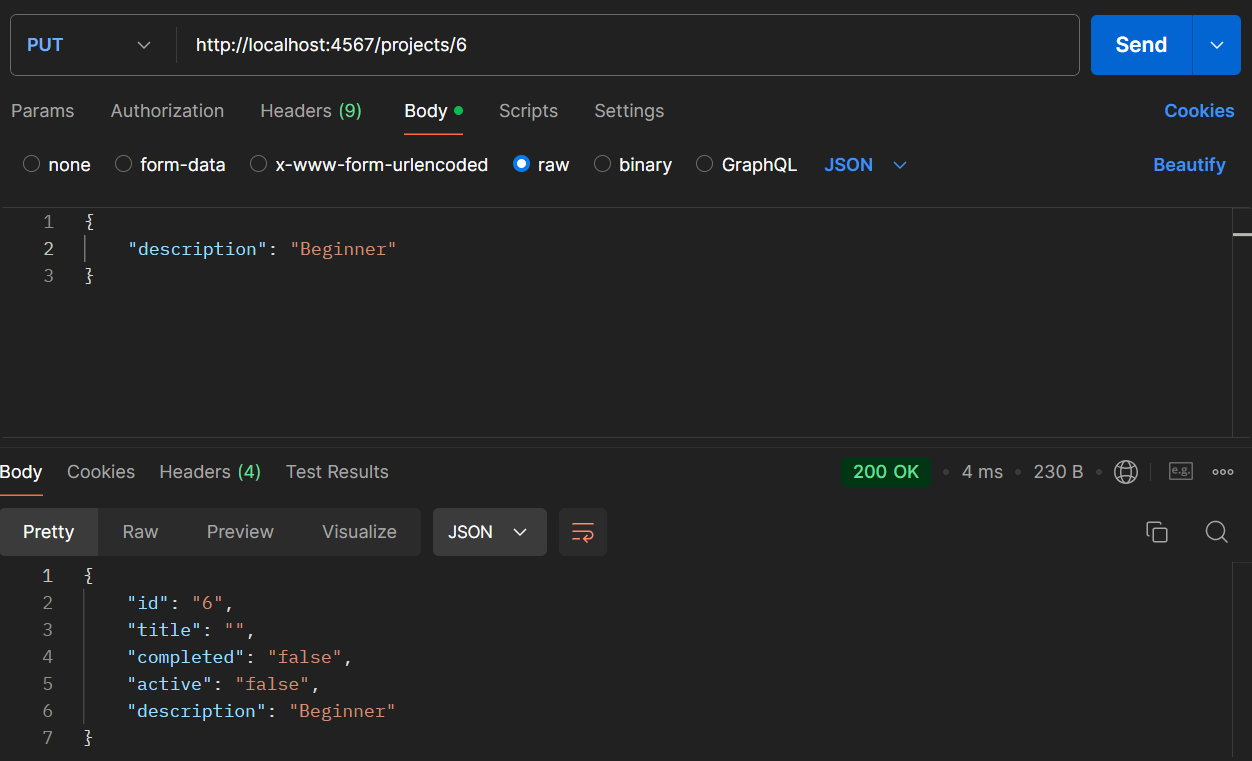 PUT http://localhost:4567/projects/6 Send
Params Authorization Headers (9) Body Scripts Settings Cookies
none form-data x-www-form-urlencoded raw binary GraphQL JSON Beautify
1 {
2 "description": "Beginner"
3 }
Body Cookies Headers (4) Test Results 200 OK 4 ms 230 B e.g.
Pretty Raw Preview Visualize JSON
1 {
2 "id": "6",
3 "title": "",
4 "completed": "false",
5 "active": "false",
6 "description": "Beginner"
7 }